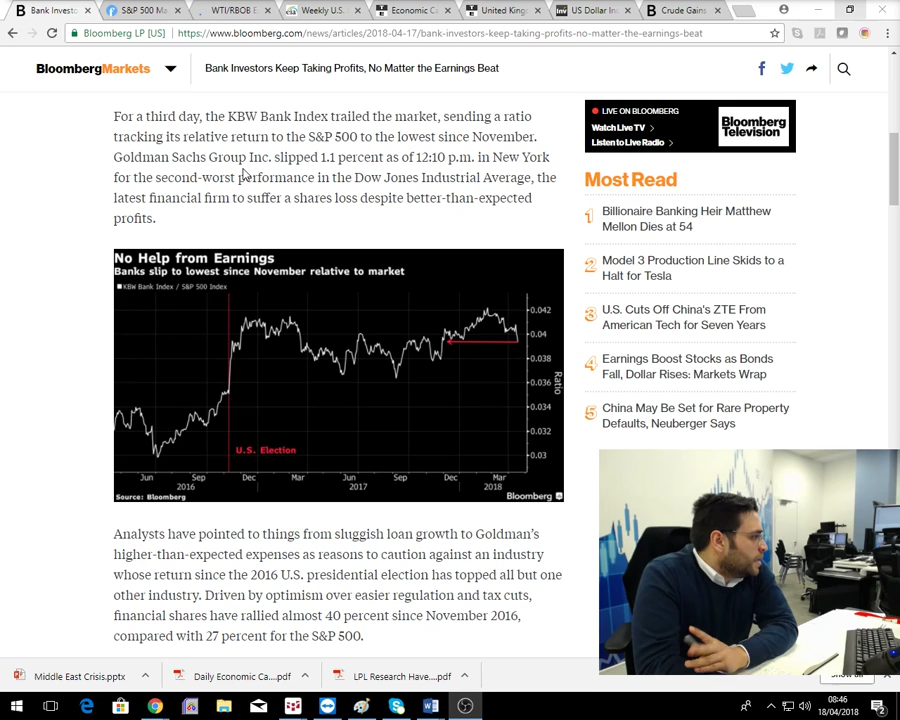 Bank Investo
S&P 500 Ma
WTI/RBOB E
Weekly U.S.
Economic C
United King
US Dollar In
Crude Gains
Bloomberg LP [US]
https://www.bloomberg.com/news/articles/2018-04-17/bank-investors-keep-taking-profits-no-matter-the-earnings-beat
BloombergMarkets
Bank Investors Keep Taking Profits, No Matter the Earnings Beat
For a third day, the KBW Bank Index trailed the market, sending a ratio
tracking its relative return to the S&P 500 to the lowest since November.
Goldman Sachs Group Inc. slipped 1.1 percent as of 12:10 p.m. in New York
for the second-worst performance in the Dow Jones Industrial Average, the
latest financial firm to suffer a shares loss despite better-than-expected
profits.
LIVE ON BLOOMBERG
Watch Live TV
Listen to Live Radio
Bloomberg
Television
Most Read
1 Billionaire Banking Heir Matthew
Mellon Dies at 54
2 Model 3 Production Line Skids to a
Halt for Tesla
3 U.S. Cuts Off China's ZTE From
American Tech for Seven Years
4 Earnings Boost Stocks as Bonds
Fall, Dollar Rises: Markets Wrap
5 China May Be Set for Rare Property
Defaults, Neuberger Says
No Help from Earnings
Banks slip to lowest since November relative to market
KBW Bank Index / S&P 500 Index
0.042
0.04
0.038
0.036
0.034
0.032
0.03
Ratio
U.S. Election
Jun Sep Dec Mar Jun Sep Dec Mar
2016 2017 2018
Source: Bloomberg
Bloomberg
Analysts have pointed to things from sluggish loan growth to Goldman's
higher-than-expected expenses as reasons to caution against an industry
whose return since the 2016 U.S. presidential election has topped all but one
other industry. Driven by optimism over easier regulation and tax cuts,
financial shares have rallied almost 40 percent since November 2016,
compared with 27 percent for the S&P 500.
Middle East Crisis.pptx
Daily Economic Ca....pdf
LPL Research Have....pdf
Show all
08:46
18/04/2018
2